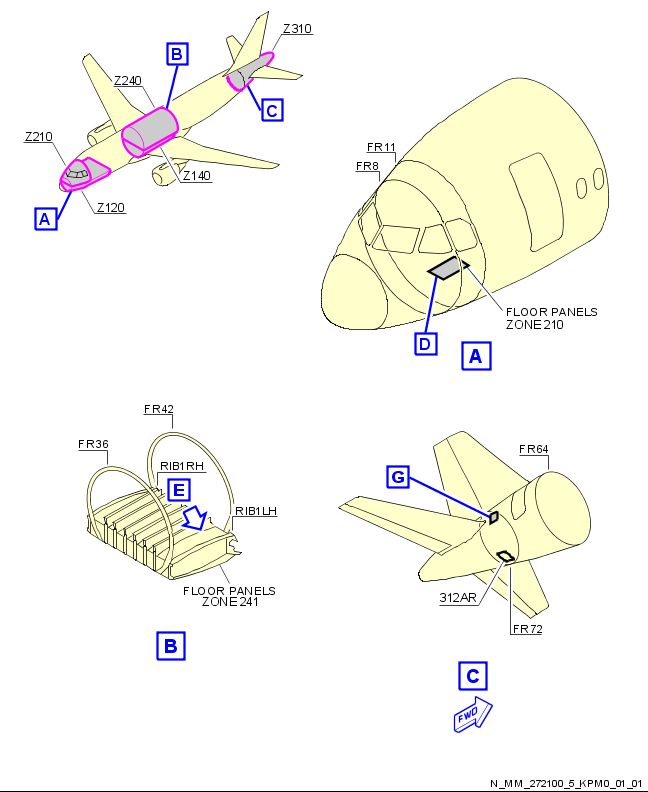 Z310
B
Z240
C
Z210
Z140
A
Z120
FR11
FR8
FLOOR PANELS
ZONE 210
D
A
FR42
FR36
RIB1RH
E
RIB1LH
FLOOR PANELS
ZONE 241
B
FR64
G
312AR
FR72
C
FWD
N_MM_272100_5_KPM0_01_01